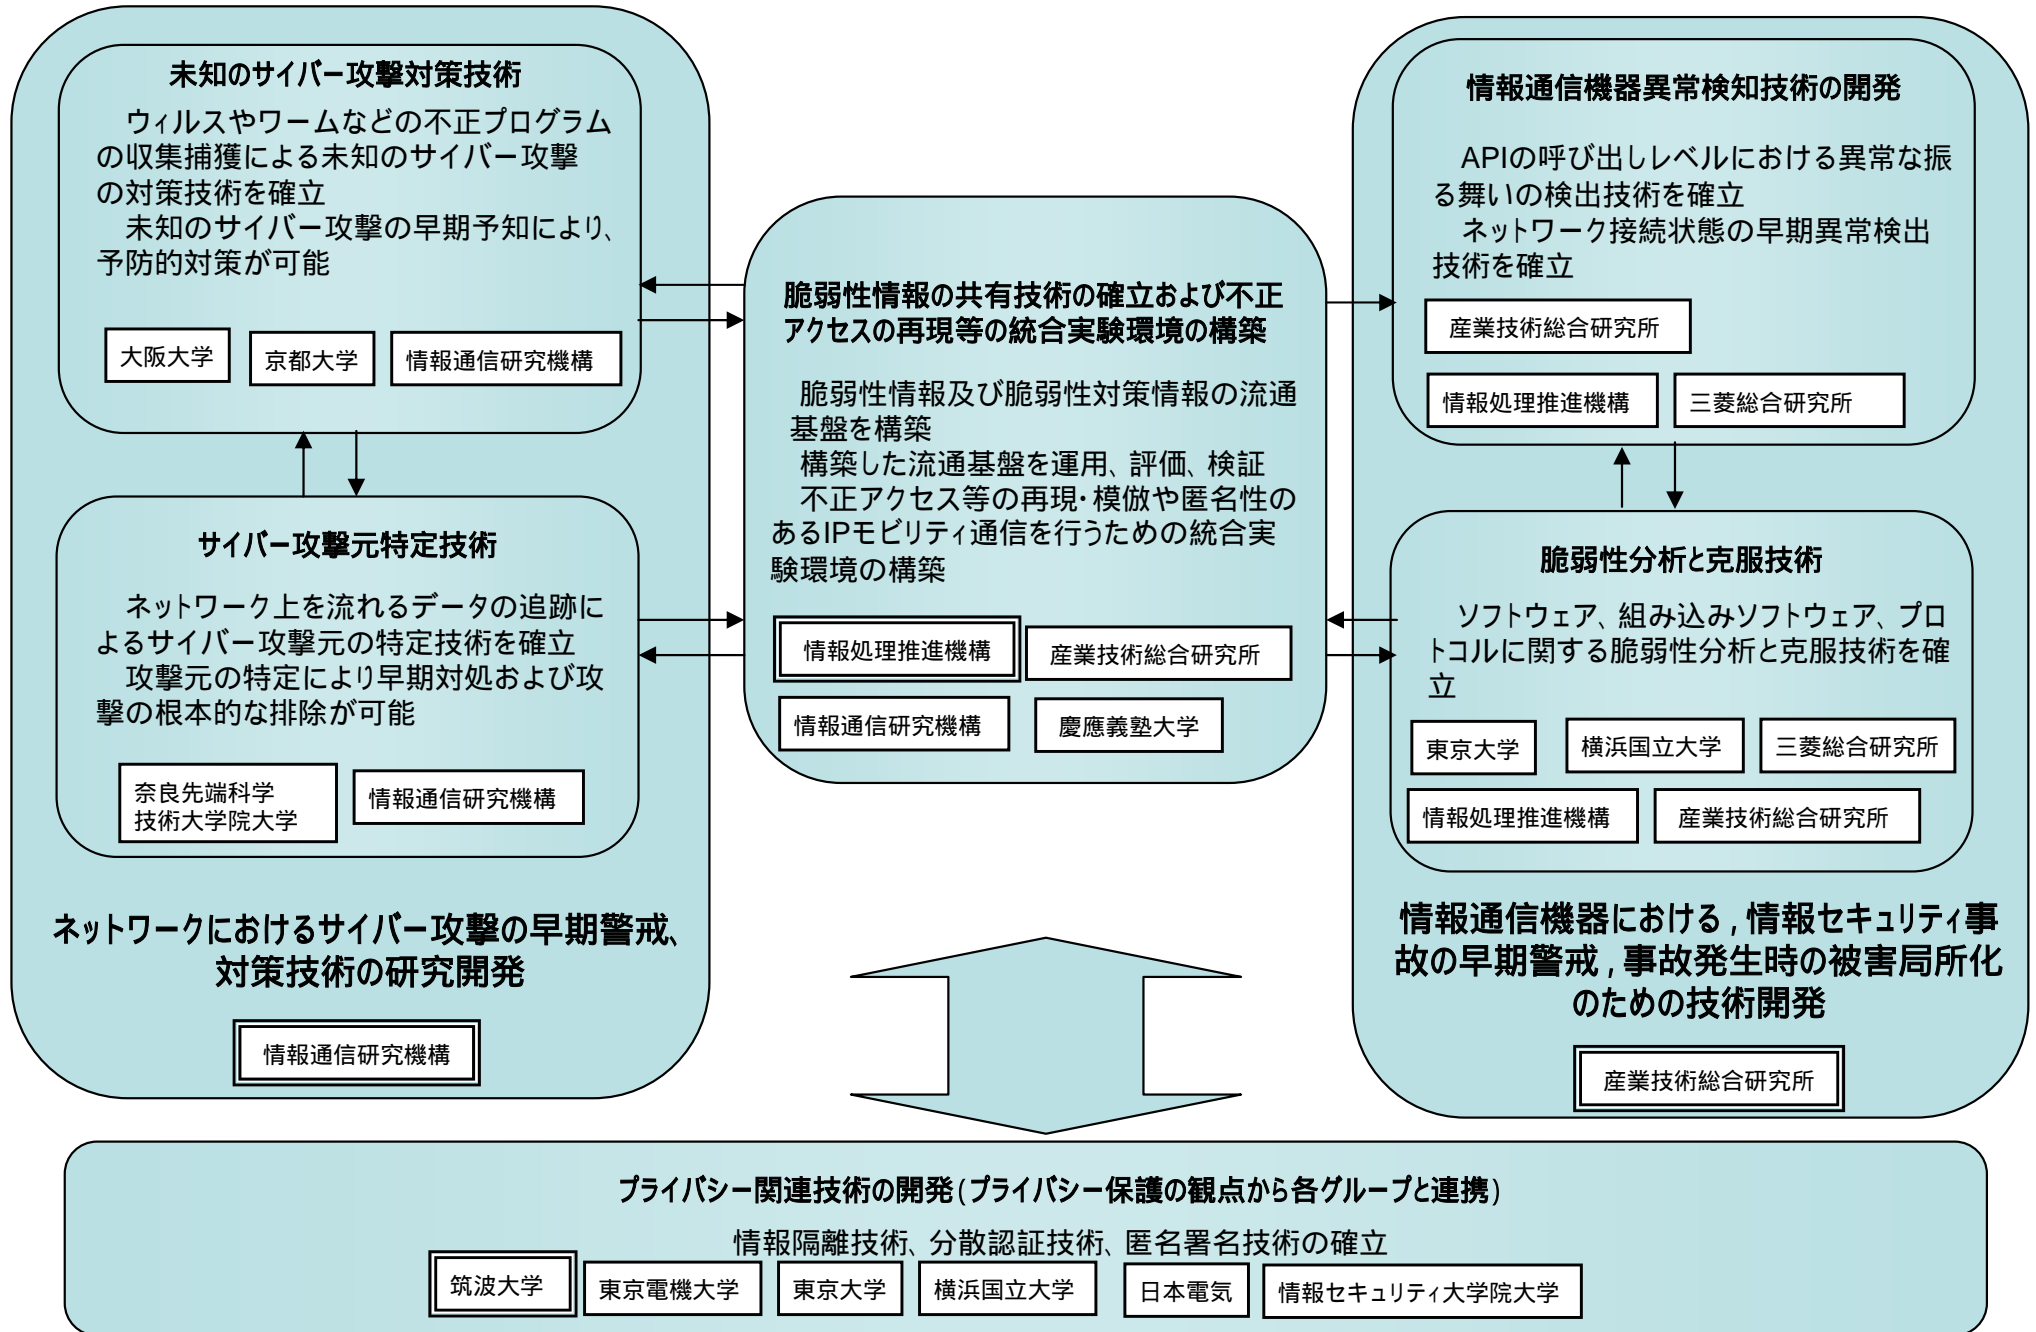 未知のサイバー攻撃対策技術
ウィルスやワームなどの不正プログラム
の収集捕獲による未知のサイバー攻撃
の対策技術を確立
未知のサイバー攻撃の早期予知により、
予防的対策が可能
大阪大学
京都大学
情報通信研究機構
サイバー攻撃元特定技術
ネットワーク上を流れるデータの追跡に
よるサイバー攻撃元の特定技術を確立
攻撃元の特定により早期対処および攻
撃の根本的な排除が可能
奈良先端科学
技術大学院大学
情報通信研究機構
ネットワークにおけるサイバー攻撃の早期警戒、
対策技術の研究開発
情報通信研究機構
脆弱性情報の共有技術の確立および不正
アクセスの再現等の統合実験環境の構築
脆弱性情報及び脆弱性対策情報の流通
基盤を構築
構築した流通基盤を運用、評価、検証
不正アクセス等の再現・模倣や匿名性の
あるIPモビリティ通信を行うための統合実
験環境の構築
情報処理推進機構
産業技術総合研究所
情報通信研究機構
慶應義塾大学
情報通信機器異常検知技術の開発
APIの呼び出しレベルにおける異常な振
る舞いの検出技術を確立
ネットワーク接続状態の早期異常検出
技術を確立
産業技術総合研究所
情報処理推進機構
三菱総合研究所
脆弱性分析と克服技術
ソフトウェア、組み込みソフトウェア、プロ
トコルに関する脆弱性分析と克服技術を確
立
東京大学
横浜国立大学
三菱総合研究所
情報処理推進機構
産業技術総合研究所
情報通信機器における,情報セキュリティ事
故の早期警戒,事故発生時の被害局所化
のための技術開発
産業技術総合研究所
プライバシー関連技術の開発(プライバシー保護の観点から各グループと連携)
情報隔離技術、分散認証技術、匿名署名技術の確立
筑波大学
東京電機大学
東京大学
横浜国立大学
日本電気
情報セキュリティ大学院大学